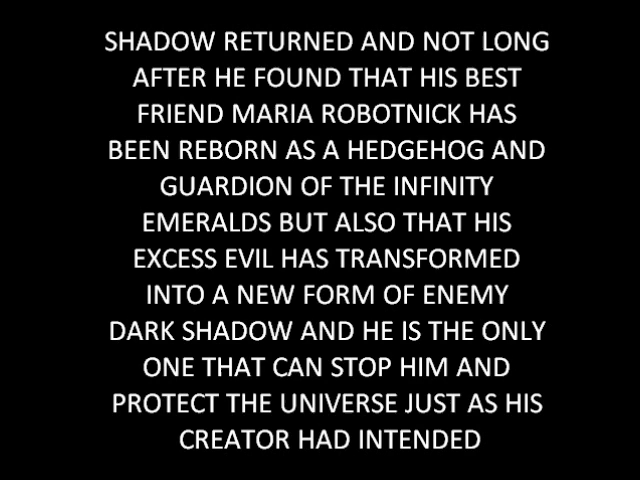 SHADOW RETURNED AND NOT LONG
AFTER HE FOUND THAT HIS BEST
FRIEND MARIA ROBOTNICK HAS
BEEN REBORN AS A HEDGEHOG AND
GUARDION OF THE INFINITY
EMERALDS BUT ALSO THAT HIS
EXCESS EVIL HAS TRANSFORMED
INTO A NEW FORM OF ENEMY
DARK SHADOW AND HE IS THE ONLY
ONE THAT CAN STOP HIM AND
PROTECT THE UNIVERSE JUST AS HIS
CREATOR HAD INTENDED